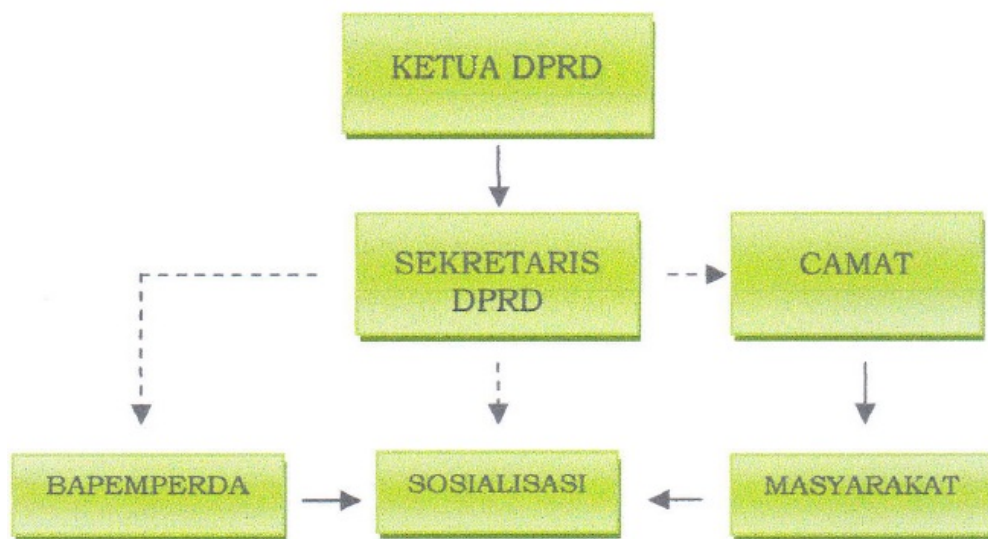 KETUA DPRD
SEKRETARIS
DPRD
CAMAT
BAPEMPERDA
SOSIALISASI
MASYARAKAT